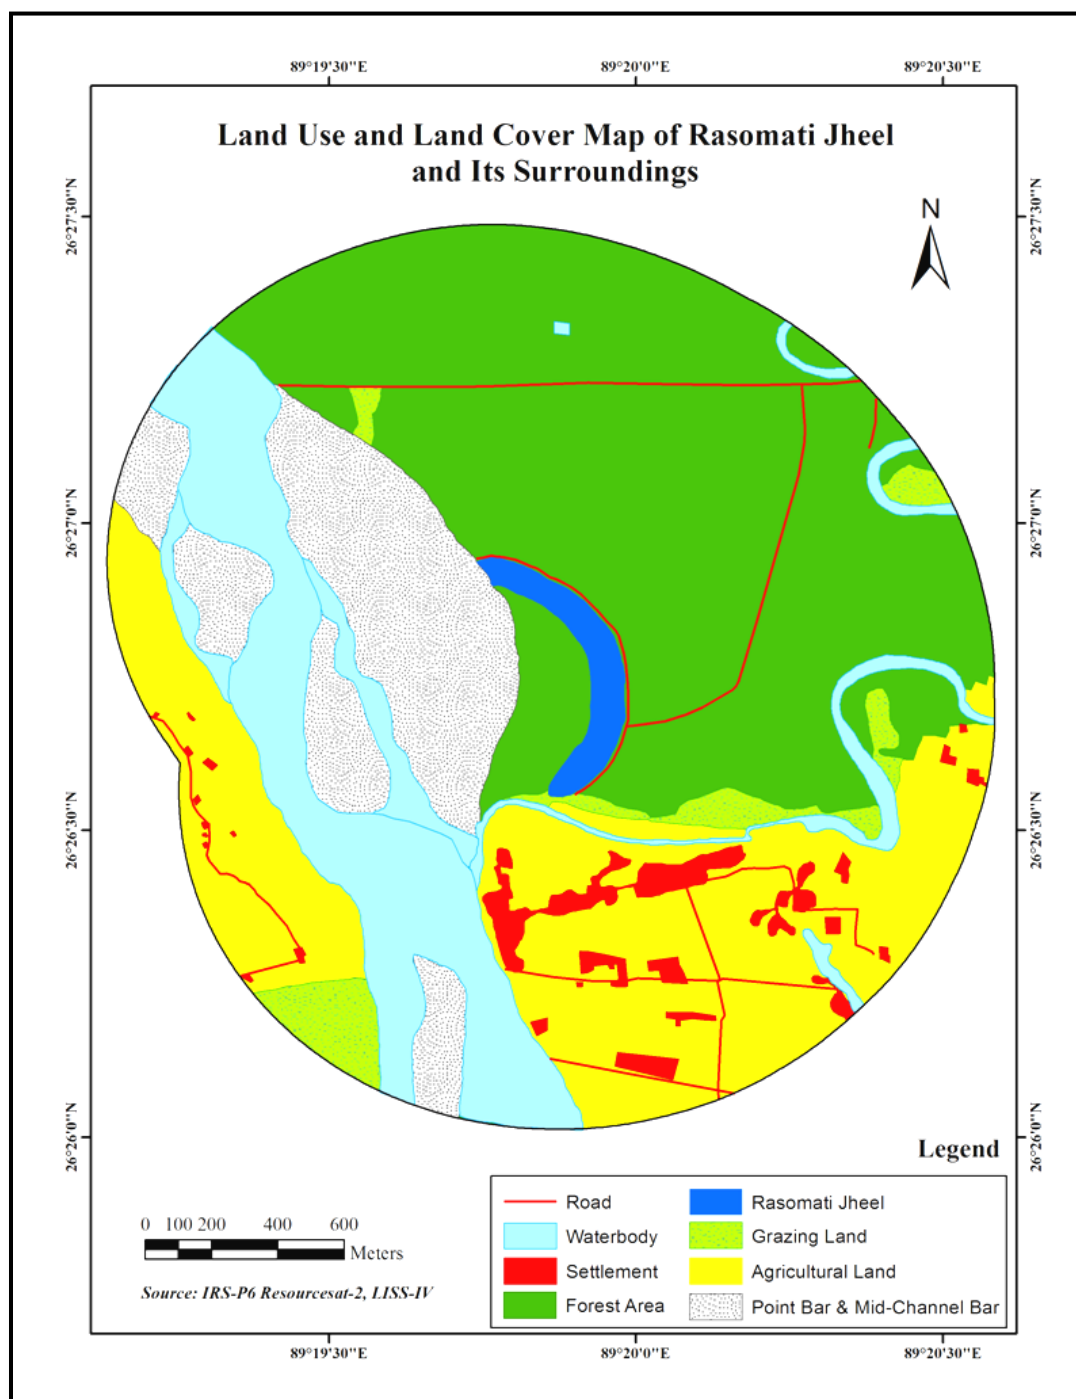 89°19'30"E 89°20'0"E 89°20'30"E
Land Use and Land Cover Map of Rasomati Jheel
and Its Surroundings
N
26°27'30"N 26°27'30"N
26°27'0"N 26°27'0"N
26°26'30"N 26°26'30"N
26°26'0"N 26°26'0"N
Legend
Road Rasomati Jheel
Waterbody Grazing Land
Settlement Agricultural Land
Forest Area Point Bar & Mid-Channel Bar
0 100 200 400 600
Meters
Source: IRS-P6 Resourcesat-2, LISS-IV
89°19'30"E 89°20'0"E 89°20'30"E